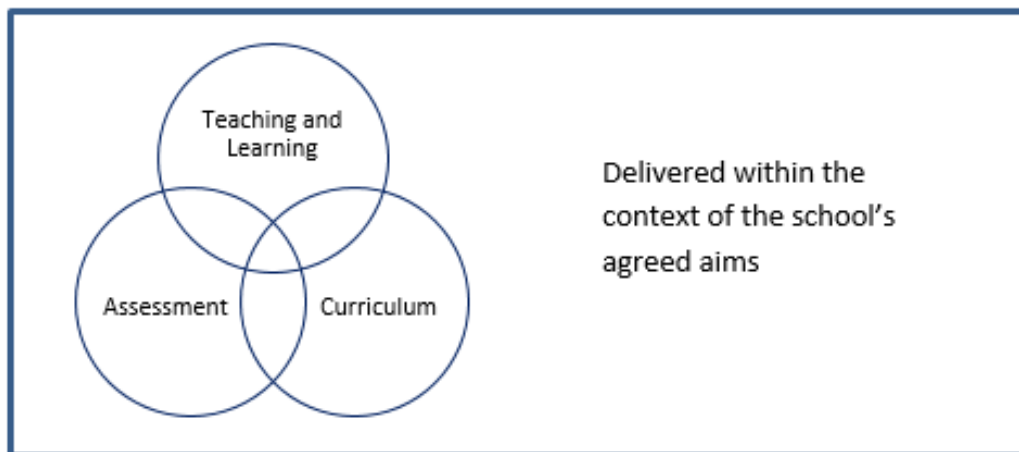 Teaching and
Learning
Assessment
Curriculum
Delivered within the
context of the school’s
agreed aims